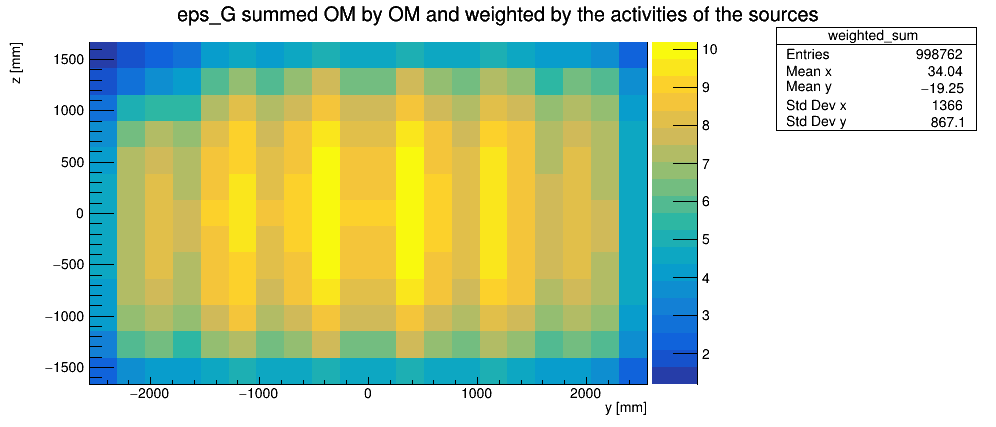 eps_G summed OM by OM and weighted by the activities of the sources
weighted_sum
Entries 998762
Mean x 34.04
Mean y −19.25
Std Dev x 1366
Std Dev y 867.1
z [mm]
1500
1000
500
0
−500
−1000
−1500
−2000 −1000 0 1000 2000
y [mm]
10
9
8
7
6
5
4
3
2